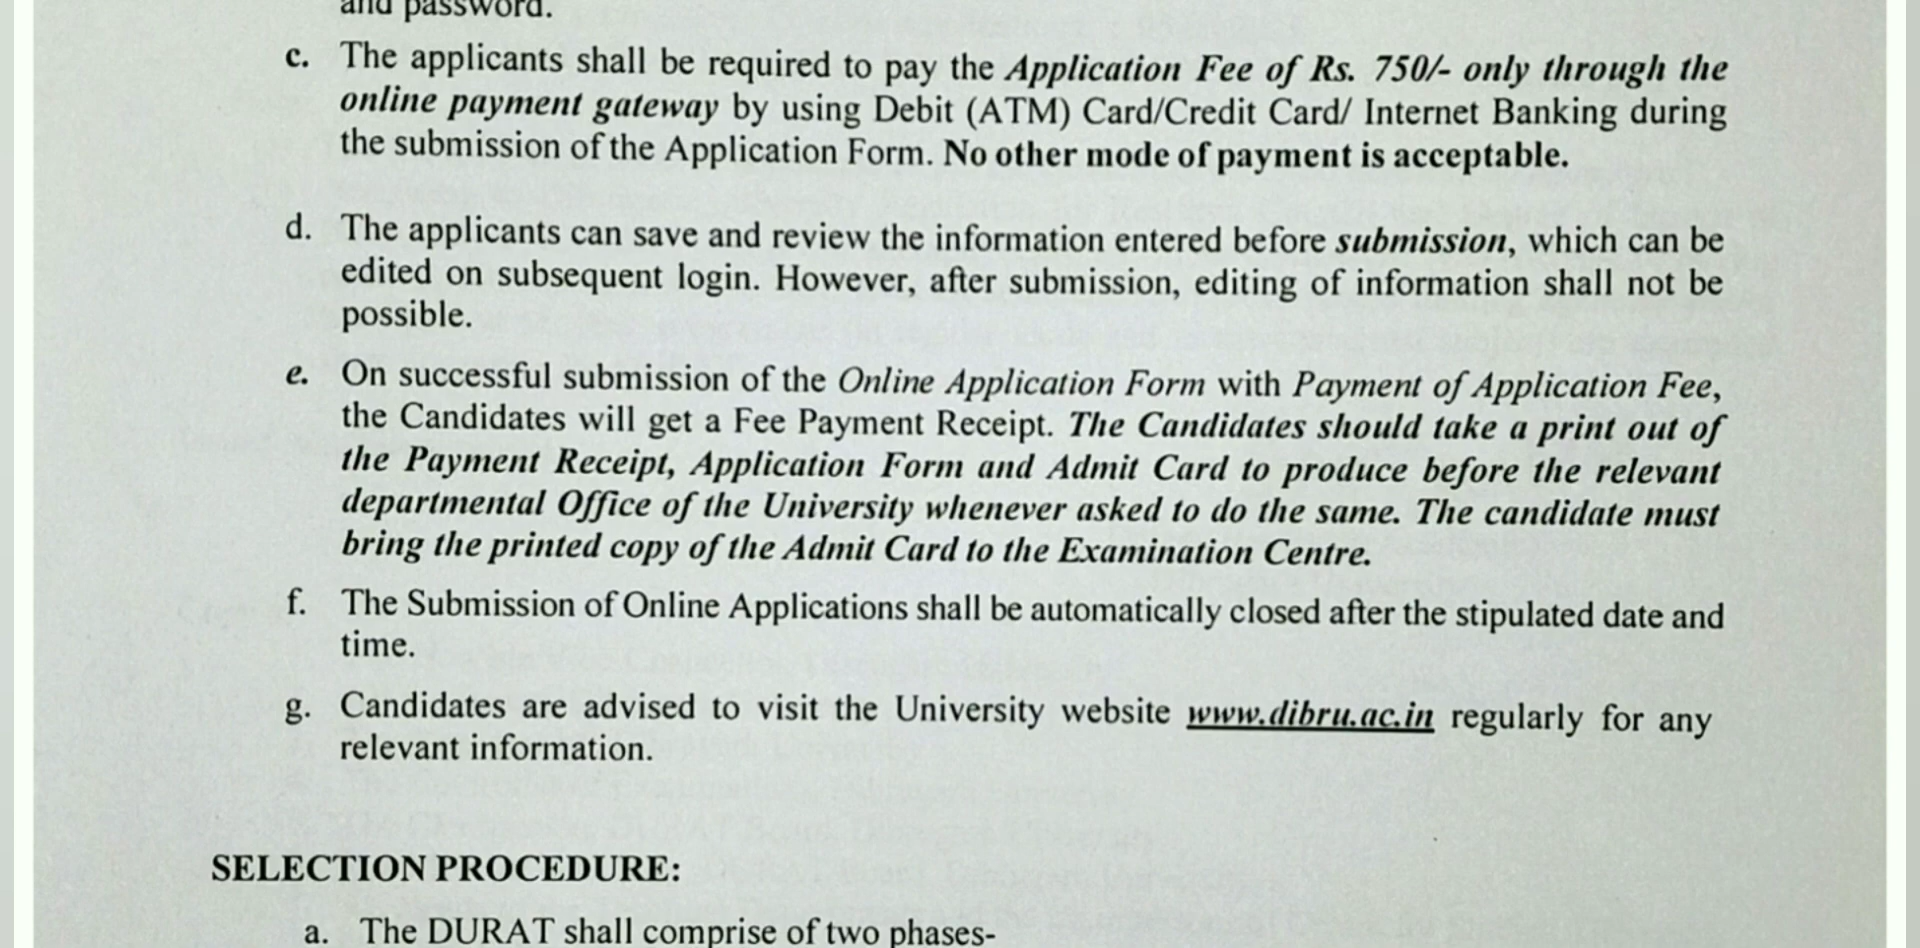 and password.
c. The applicants shall be required to pay the Application Fee of Rs. 750/- only through the
online payment gateway by using Debit (ATM) Card/Credit Card/ Internet Banking during
the submission of the Application Form. No other mode of payment is acceptable.
d. The applicants can save and review the information entered before submission, which can be
edited on subsequent login. However, after submission, editing of information shall not be
possible.
e. On successful submission of the Online Application Form with Payment of Application Fee,
the Candidates will get a Fee Payment Receipt. The Candidates should take a print out of
the Payment Receipt, Application Form and Admit Card to produce before the relevant
departmental Office of the University whenever asked to do the same. The candidate must
bring the printed copy of the Admit Card to the Examination Centre.
f. The Submission of Online Applications shall be automatically closed after the stipulated date and
time.
g. Candidates are advised to visit the University website www.dibru.ac.in regularly for any
relevant information.
SELECTION PROCEDURE:
a. The DURAT shall comprise of two phases-